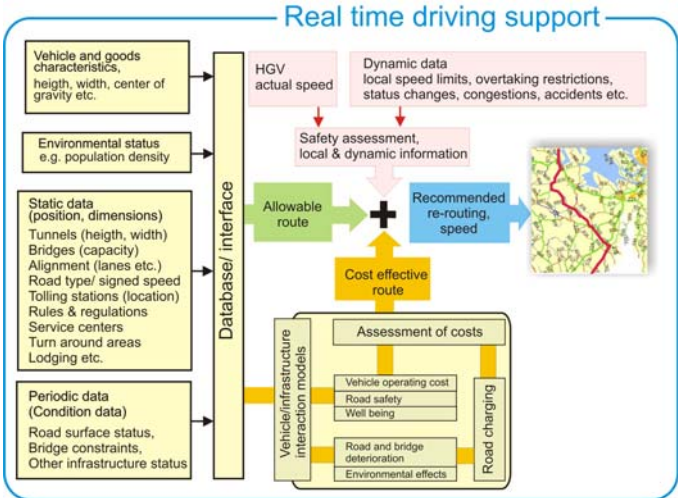 Real time driving support
Vehicle and goods
characteristics,
heigth, width, center of
gravity etc.
Environmental status
e.g. population density
Static data
(position, dimensions)
Tunnels (heigth, width)
Bridges (capacity)
Alignment (lanes etc.)
Road type/ signed speed
Tolling stations (location)
Rules & regulations
Service centers
Turn around areas
Lodging etc.
Periodic data
(Condition data)
Road surface status,
Bridge constraints,
Other infrastructure status
Database/ interface
HGV
actual speed
Dynamic data
local speed limits, overtaking restrictions,
status changes, congestions, accidents etc.
Safety assessment,
local & dynamic information
Allowable
route
+
Recommended
re-routing,
speed
Cost effective
route
Assessment of costs
Vehicle/infrastructure
interaction models
Vehicle operating cost
Road safety
Well being
Road and bridge
deterioration
Environmental effects
Road charging